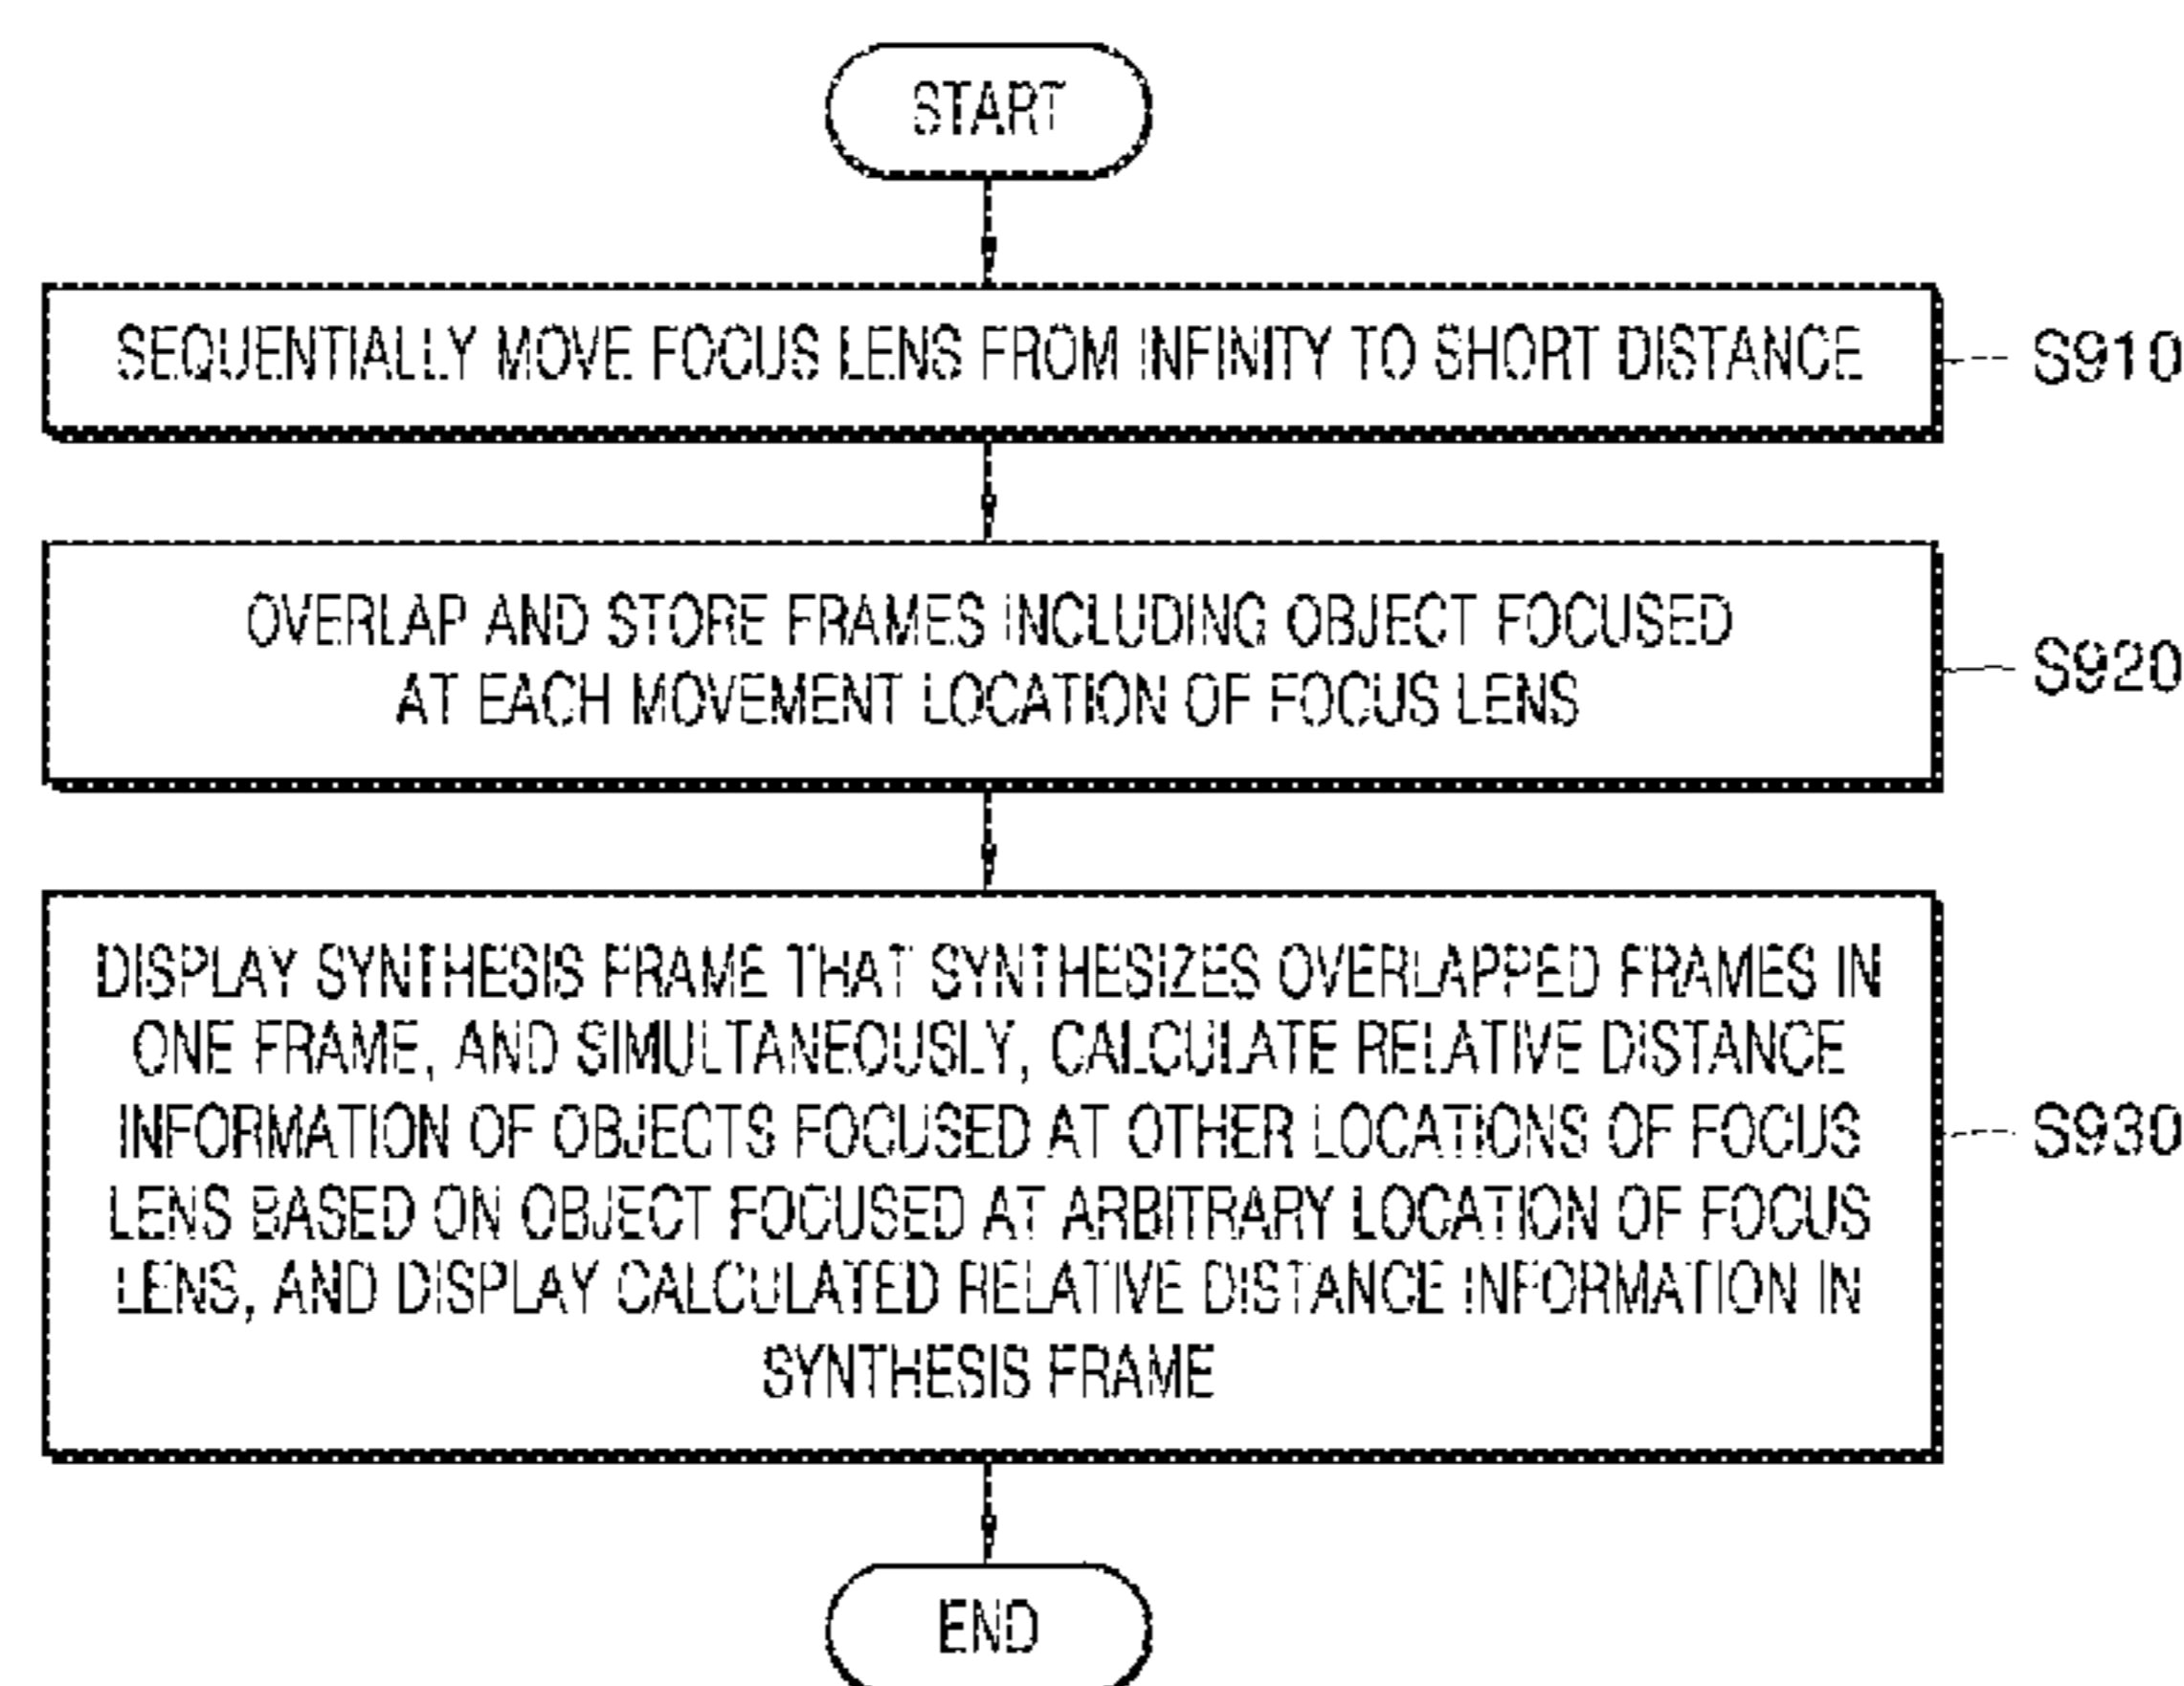 START
SEQUENTIALLY MOVE FOCUS LENS FROM INFINITY TO SHORT DISTANCE
S910
OVERLAP AND STORE FRAMES INCLUDING OBJECT FOCUSED
AT EACH MOVEMENT LOCATION OF FOCUS LENS
S920
DISPLAY SYNTHESIS FRAME THAT SYNTHESIZES OVERLAPPED FRAMES IN
ONE FRAME, AND SIMULTANEOUSLY, CALCULATE RELATIVE DISTANCE
INFORMATION OF OBJECTS FOCUSED AT OTHER LOCATIONS OF FOCUS
LENS BASED ON OBJECT FOCUSED AT ARBITRARY LOCATION OF FOCUS
LENS, AND DISPLAY CALCULATED RELATIVE DISTANCE INFORMATION IN
SYNTHESIS FRAME
S930
END